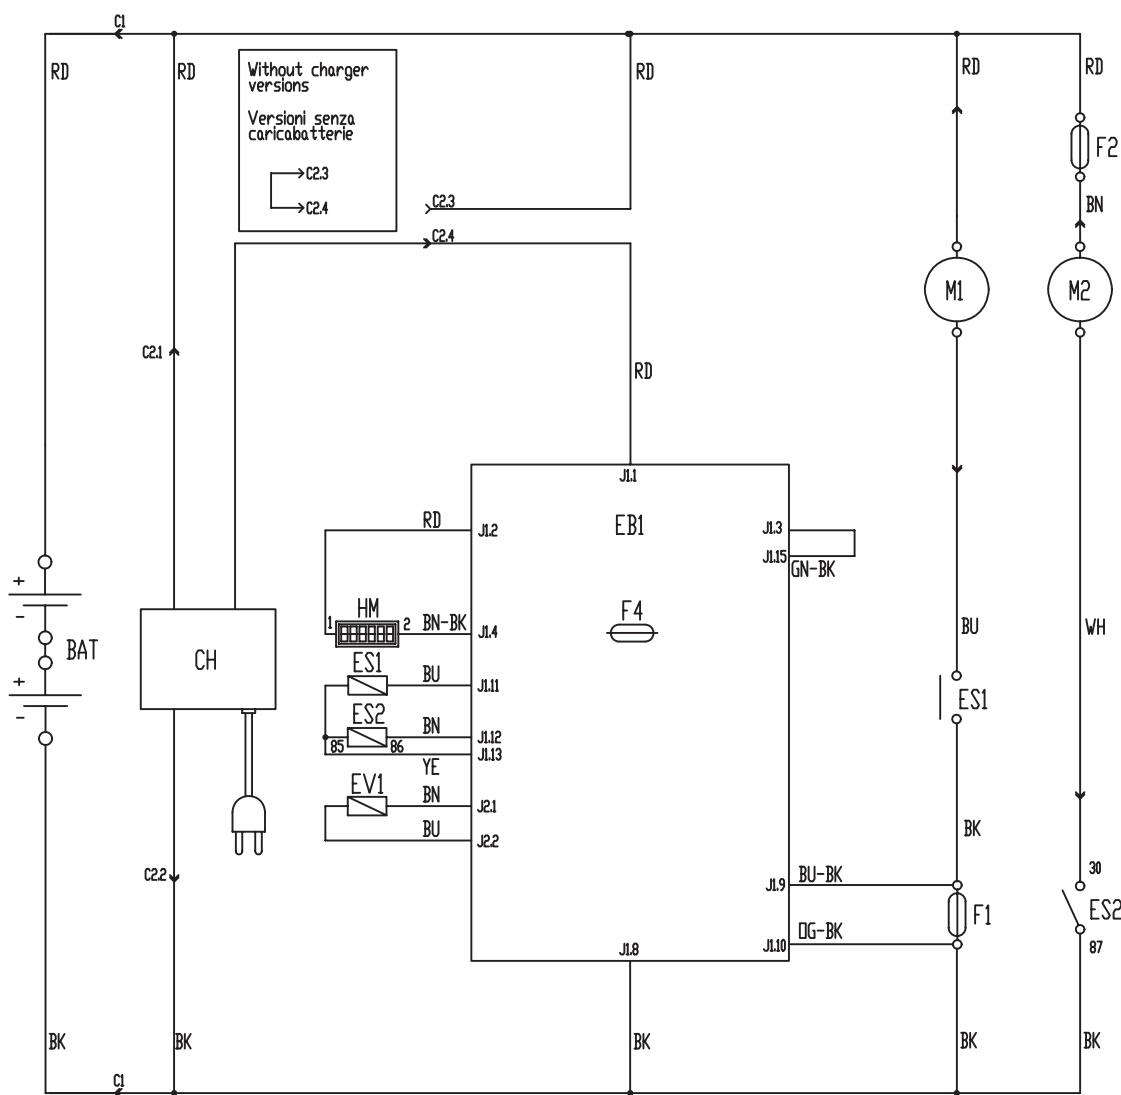 C1
RD
RD
RD
RD
RD
Without charger
versions
Versioni senza
caricabatterie
C2.3
C2.4
C2.3
C2.4
F2
BN
M1
M2
C2.1
RD
J1.1
EB1
RD
J1.2
J1.3
J1.15
GN-BK
+
-
BAT
+
-
CH
HM
1
2
BN-BK
J1.4
F4
ES1
BU
J1.11
ES2
BN
J1.12
85
86
J1.13
YE
EV1
BN
J2.1
BU
J2.2
BU
WH
ES1
BK
C2.2
J1.9
BU-BK
30
F1
ES2
OG-BK
J1.10
J1.8
87
BK
BK
BK
BK
BK
C1